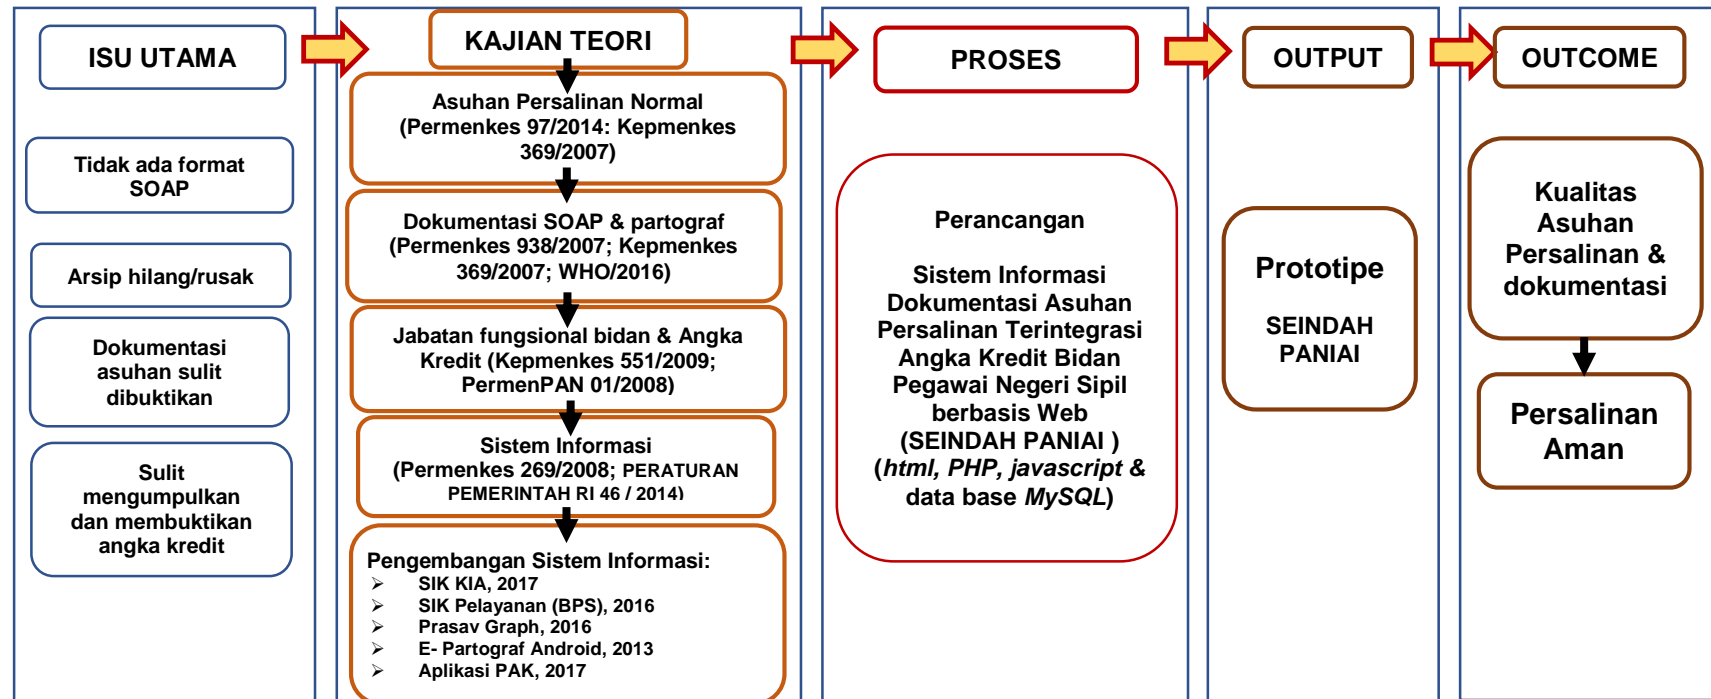 ISU UTAMA
Tidak ada format
SOAP
Arsip hilang/rusak
Dokumentasi
asuhan sulit
dibuktikan
Sulit
mengumpulkan
dan membuktikan
angka kredit
KAJIAN TEORI
Asuhan Persalinan Normal
(Permenkes 97/2014: Kepmenkes
369/2007)
Dokumentasi SOAP & partograf
(Permenkes 938/2007; Kepmenkes
369/2007; WHO/2016)
Jabatan fungsional bidan & Angka
Kredit (Kepmenkes 551/2009;
PermenPAN 01/2008)
Sistem Informasi
(Permenkes 269/2008; PERATURAN
PEMERINTAH RI 46 / 2014)
Pengembangan Sistem Informasi:
➢ SIK KIA, 2017
➢ SIK Pelayanan (BPS), 2016
➢ Prasav Graph, 2016
➢ E- Partograf Android, 2013
➢ Aplikasi PAK, 2017
PROSES
Perancangan
Sistem Informasi
Dokumentasi Asuhan
Persalinan Terintegrasi
Angka Kredit Bidan
Pegawai Negeri Sipil
berbasis Web
(SEINDAH PANIAI )
(html, PHP, javascript &
data base MySQL)
OUTPUT
Prototipe
SEINDAH
PANIAI
OUTCOME
Kualitas
Asuhan
Persalinan &
dokumentasi
Persalinan
Aman